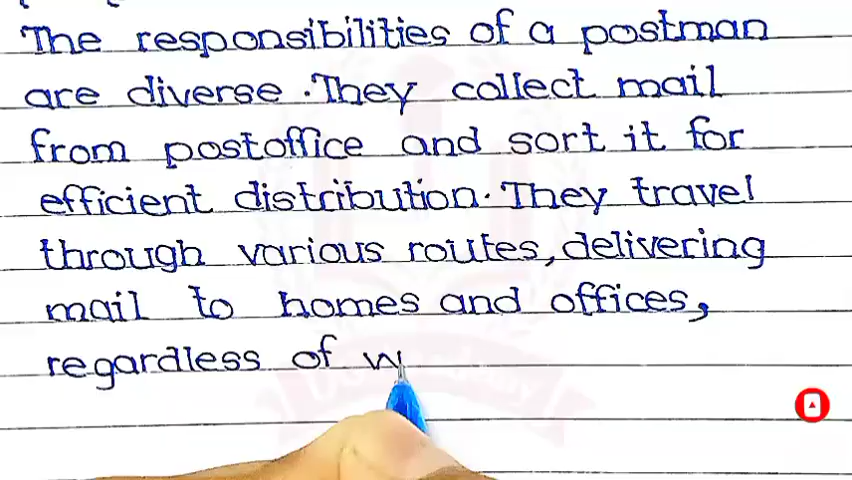 The responsibilities of a postman
are diverse. They collect mail
from postoffice and sort it for
efficient distribution. They travel
through various routes, delivering
mail to homes and offices,
regardless of w